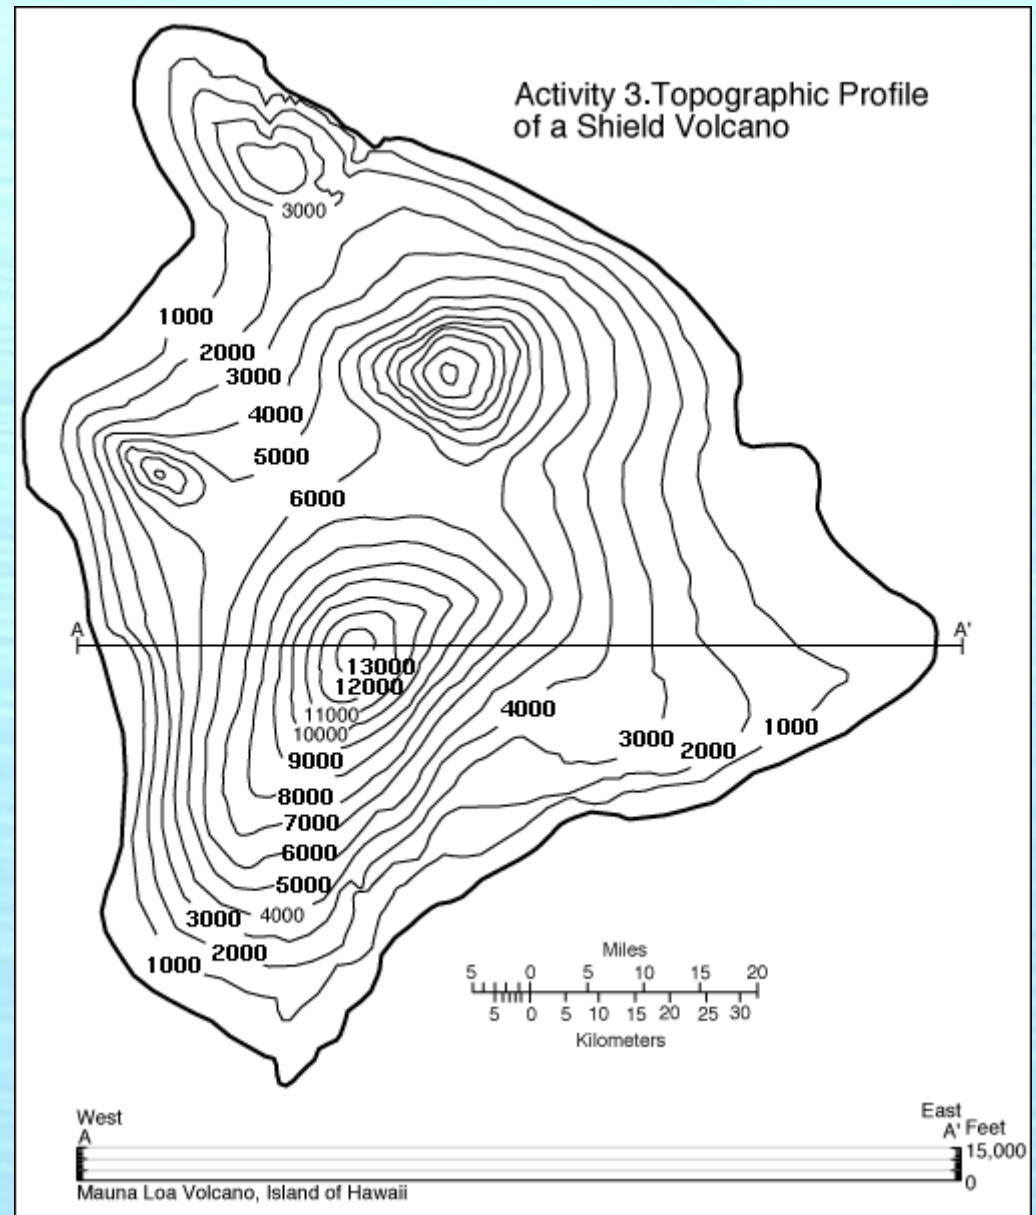 Activity 3.Topographic Profile
of a Shield Volcano
3000
1000
2000
3000
4000
5000
6000
A
A'
13000
12000
11000
10000
9000
8000
7000
6000
5000
4000
3000
2000
1000
4000
3000
2000
1000
Miles
5 0 5 10 15 20
5 0 5 10 15 20 25 30
Kilometers
West
A
East
A' Feet
15,000
0
Mauna Loa Volcano, Island of Hawaii